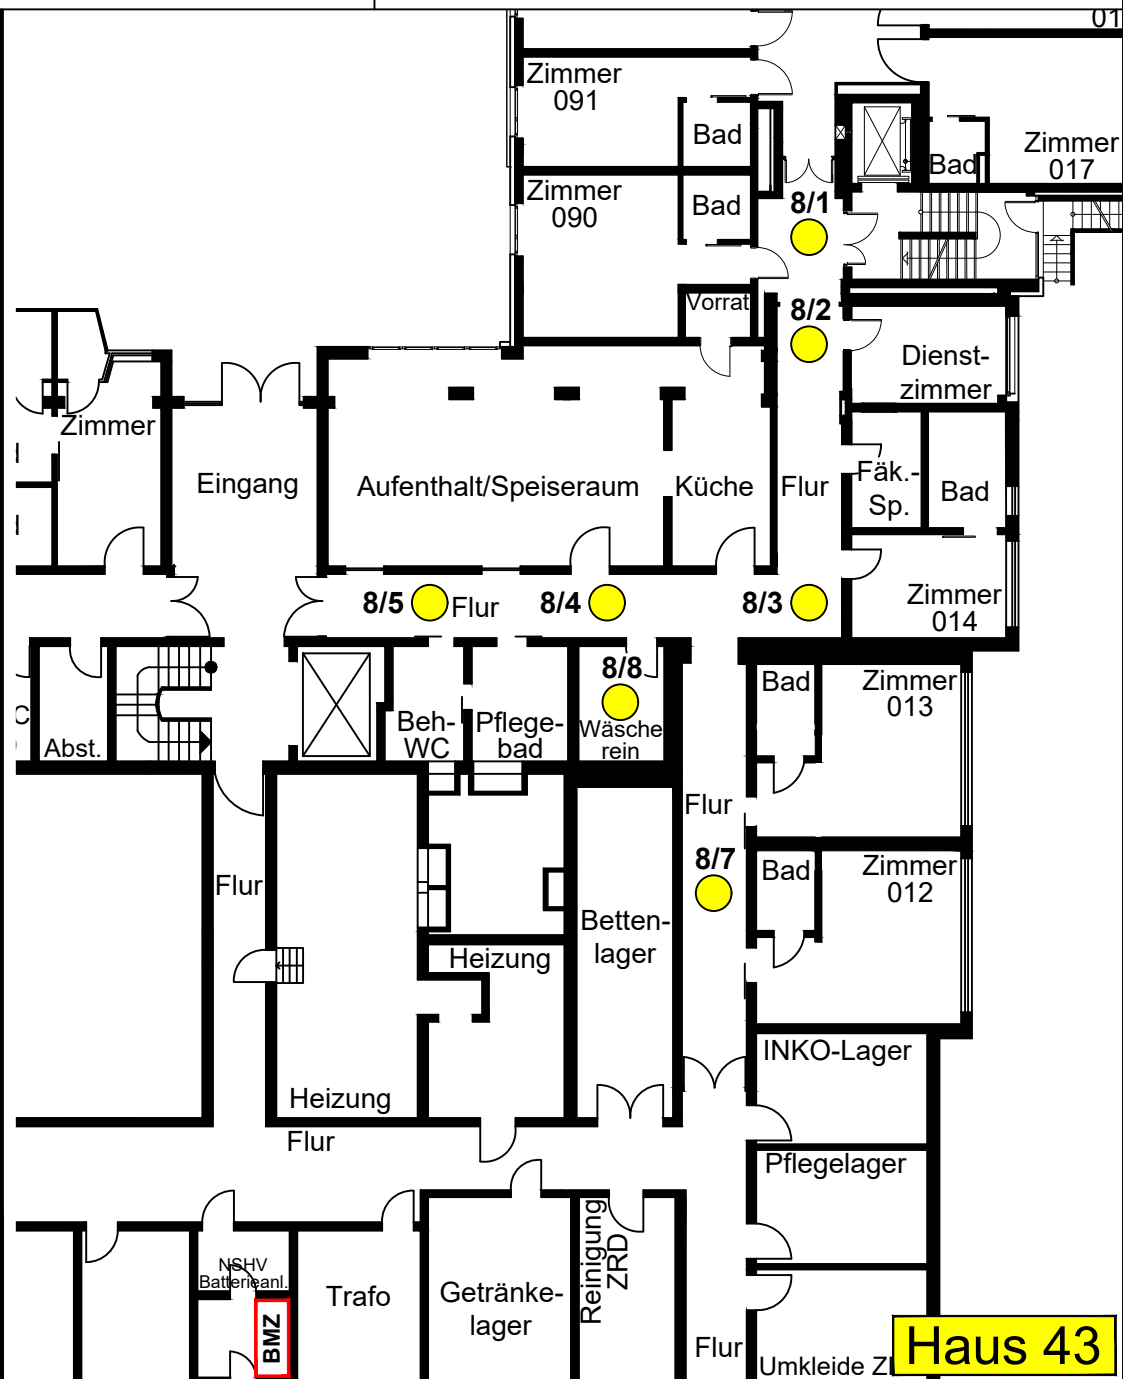 01
Zimmer
091
Bad
Zimmer
017
Bad
Zimmer
090
Bad
8/1
Vorrat
8/2
Dienst-
zimmer
Zimmer
Eingang
Aufenthalt/Speiseraum
Küche
Flur
Fäk.-
Sp.
Bad
8/5
Flur
8/4
8/3
Zimmer
014
8/8
Wäsche
rein
Bad
Zimmer
013
C
Abst.
Beh-
WC
Pflege-
bad
Flur
8/7
Bad
Zimmer
012
Flur
Betten-
lager
Heizung
INKO-Lager
Heizung
Flur
Pflegelager
NSHV
Batterieanl.
BMZ
Trafo
Getränke-
lager
Reinigung
ZRD
Flur
Umkleide
Haus 43